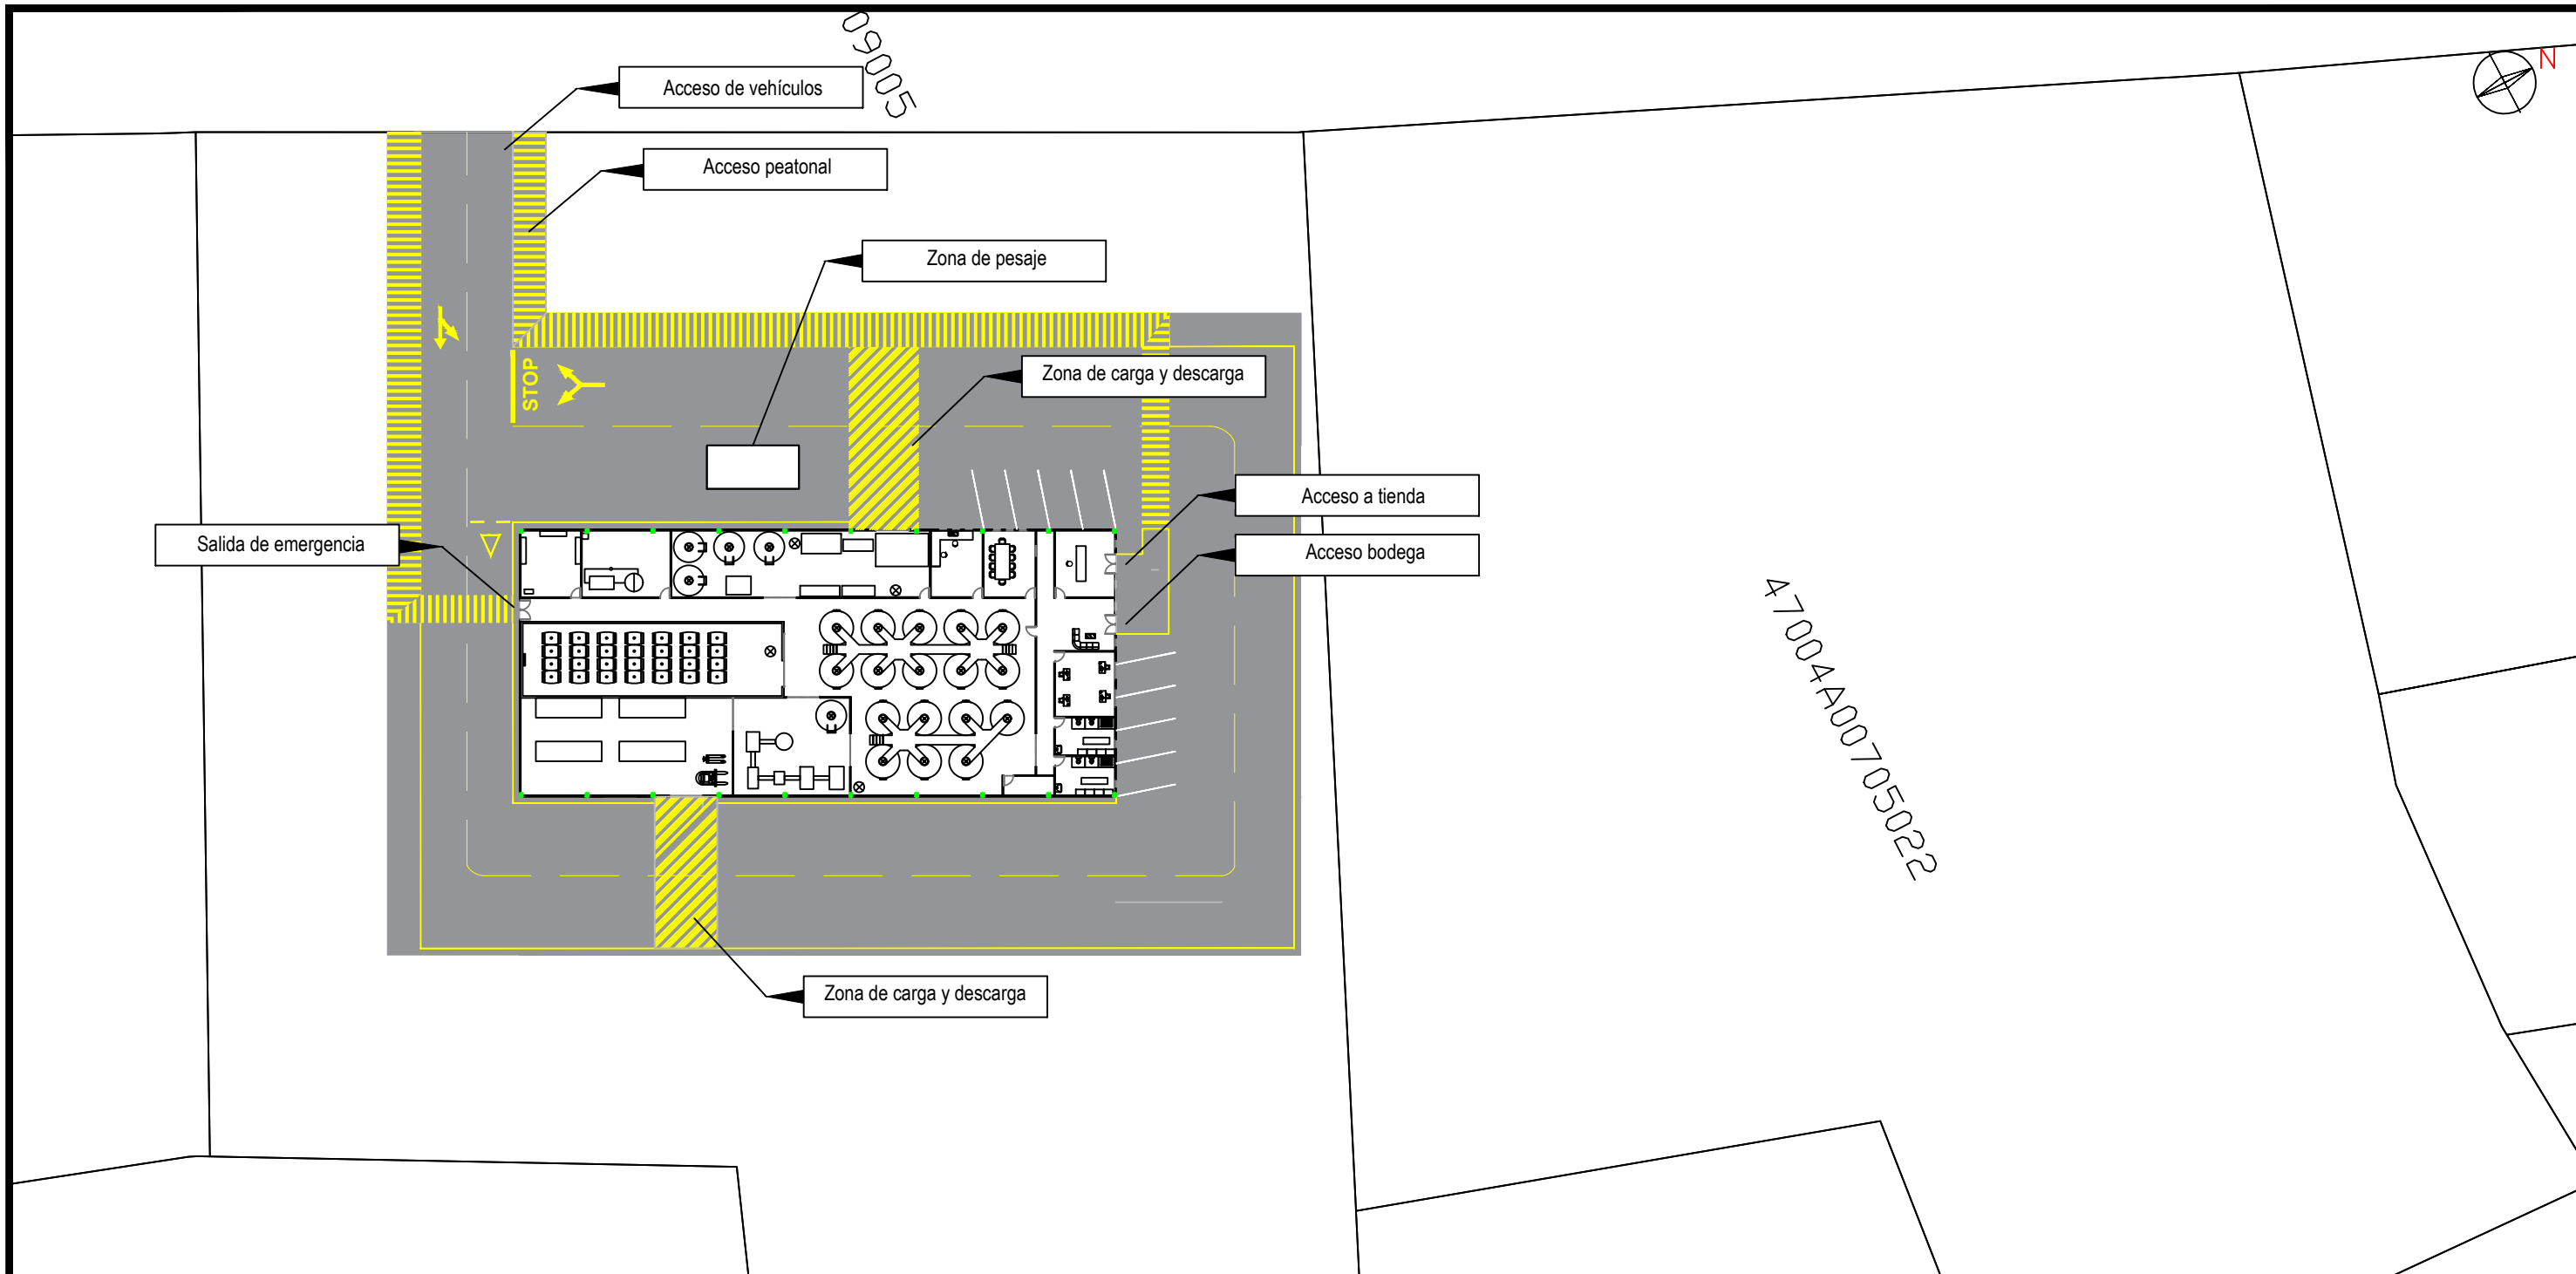 09005
N
Acceso de vehículos
Acceso peatonal
Zona de pesaje
Zona de carga y descarga
STOP
Acceso a tienda
Salida de emergencia
Acceso bodega
47004A00705022
Zona de carga y descarga